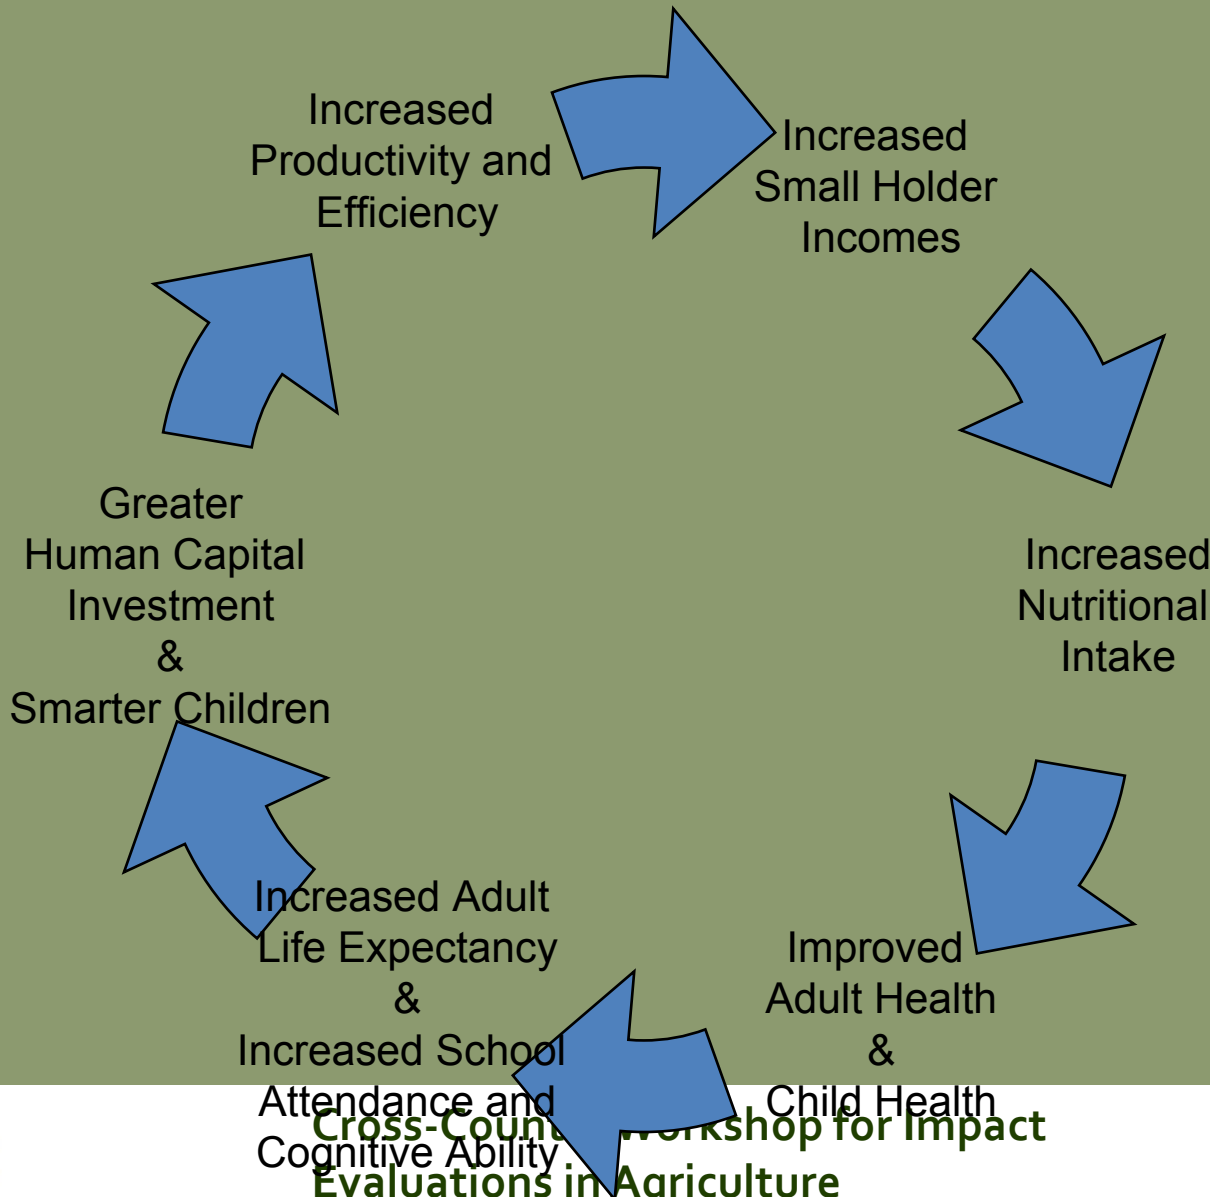 Increased
Productivity and
Efficiency
Increased
Small Holder
Incomes
Increased
Nutritional
Intake
Improved
Adult Health
&
Child Health
Increased Adult
Life Expectancy
&
Increased School
Attendance and
Cognitive Ability
Greater
Human Capital
Investment
&
Smarter Children
Workshop for Impact
Evaluations in Agriculture